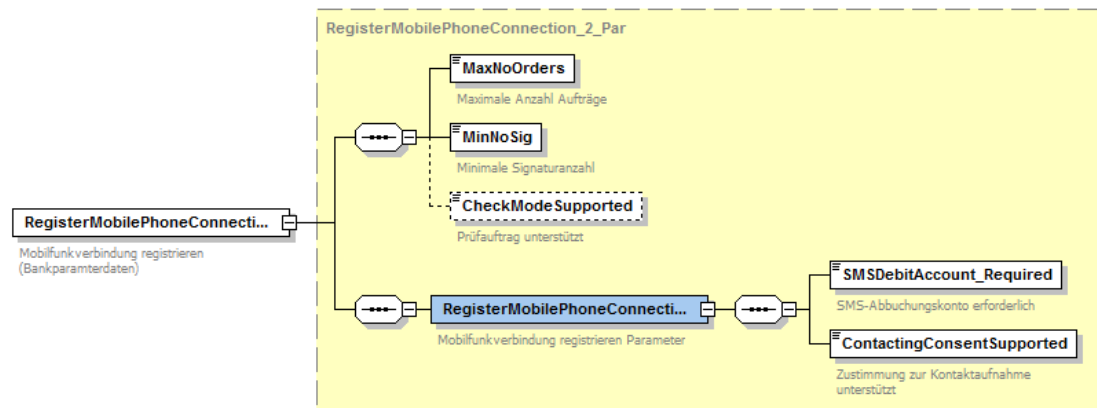 RegisterMobilePhoneConnection_2_Par
MaxNoOrders
Maximale Anzahl Aufträge
MinNoSig
Minimale Signaturanzahl
CheckModeSupported
Prüfauftrag unterstützt
RegisterMobilePhoneConnecti...
Mobilfunkverbindung registrieren
(Bankparamterdaten)
RegisterMobilePhoneConnecti...
Mobilfunkverbindung registrieren Parameter
SMSDebitAccount_Required
SMS-Abbuchungskonto erforderlich
ContactingConsentSupported
Zustimmung zur Kontaktaufnahme
unterstützt